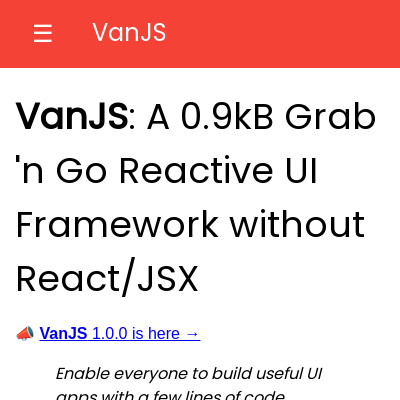 ☰ VanJS
VanJS: A 0.9kB Grab
'n Go Reactive UI
Framework without
React/JSX
📣 VanJS 1.0.0 is here →
Enable everyone to build useful UI
apps with a few lines of code